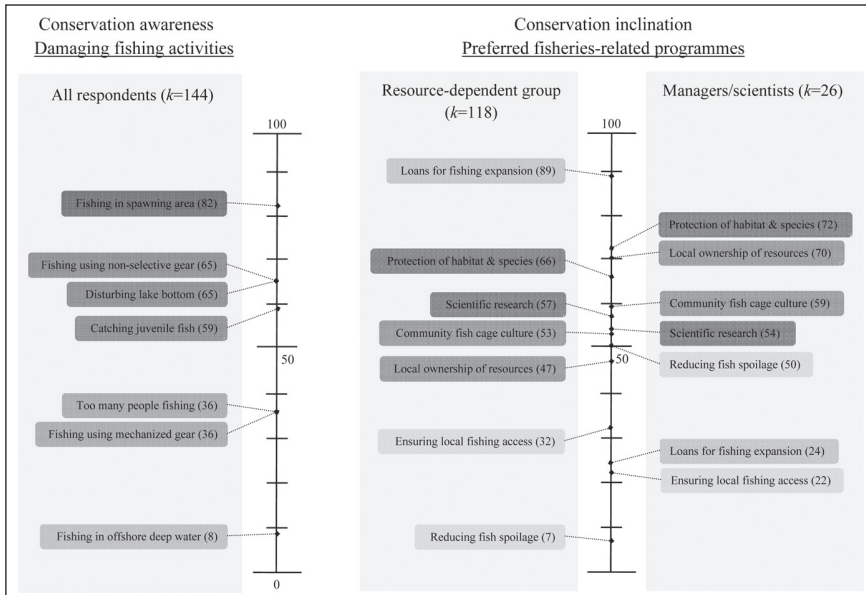 Conservation awareness
Damaging fishing activities
All respondents (k=144)
100
Fishing in spawning area (82)
Fishing using non-selective gear (65)
Disturbing lake bottom (65)
Catching juvenile fish (59)
50
Too many people fishing (36)
Fishing using mechanized gear (36)
Fishing in offshore deep water (8)
0
Conservation inclination
Preferred fisheries-related programmes
Resource-dependent group
(k=118)
100
Loans for fishing expansion (89)
Protection of habitat & species (66)
Scientific research (57)
Community fish cage culture (53)
Local ownership of resources (47)
50
Ensuring local fishing access (32)
Reducing fish spoilage (7)
Managers/scientists (k=26)
Protection of habitat & species (72)
Local ownership of resources (70)
Community fish cage culture (59)
Scientific research (54)
Reducing fish spoilage (50)
Loans for fishing expansion (24)
Ensuring local fishing access (22)